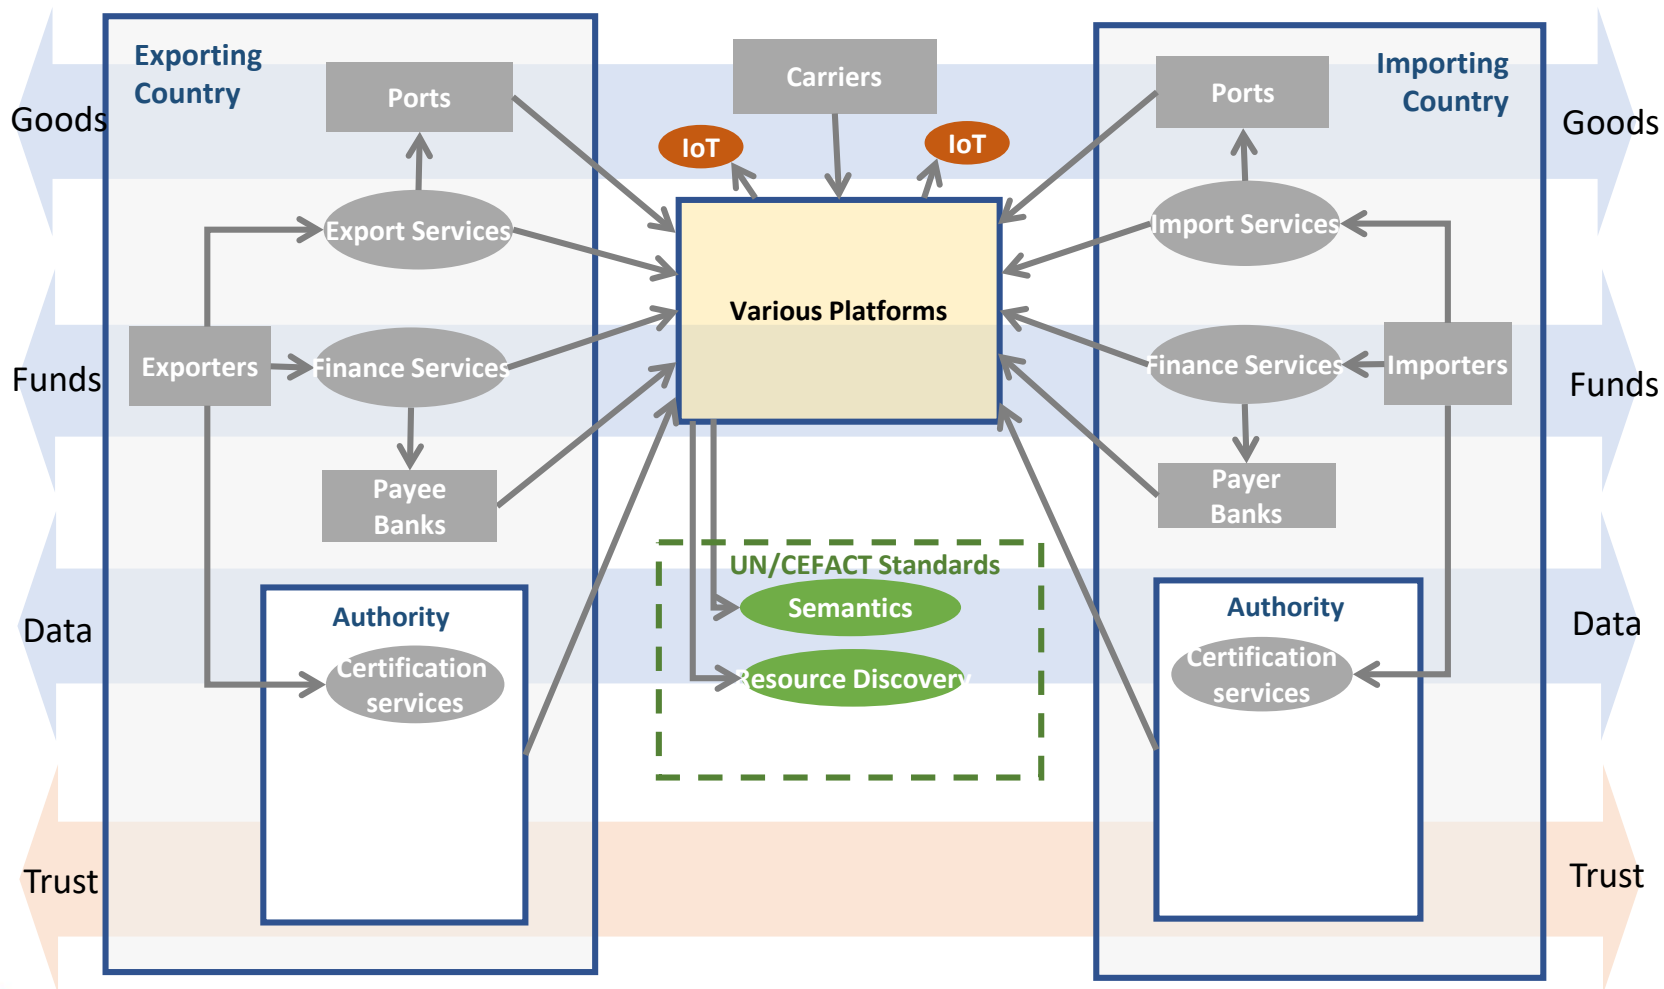 Exporting
Country
Importing
Country
Carriers
Ports
Ports
Goods
Goods
IoT
IoT
Export Services
Import Services
Various Platforms
Exporters
Finance Services
Finance Services
Importers
Funds
Funds
Payee
Banks
Payer
Banks
UN/CEFACT Standards
Semantics
Resource Discovery
Authority
Authority
Certification
services
Certification
services
Data
Data
Trust
Trust